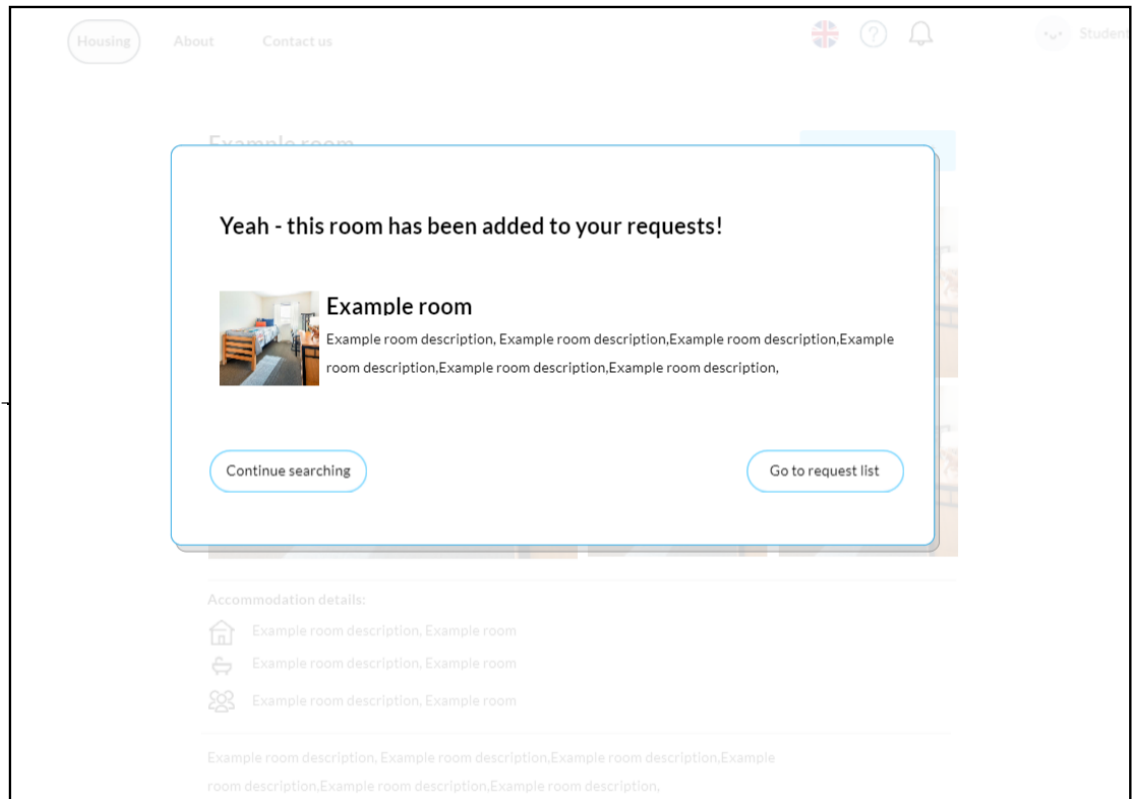 Housing
About
Contact us
Student
Example room
Yeah - this room has been added to your requests!
Example room
Example room description, Example room description,Example room description,Example
room description,Example room description,Example room description,
Continue searching
Go to request list
Accommodation details:
Example room description, Example room
Example room description, Example room
Example room description, Example room
Example room description, Example room description,Example room description,Example
room description,Example room description,Example room description,